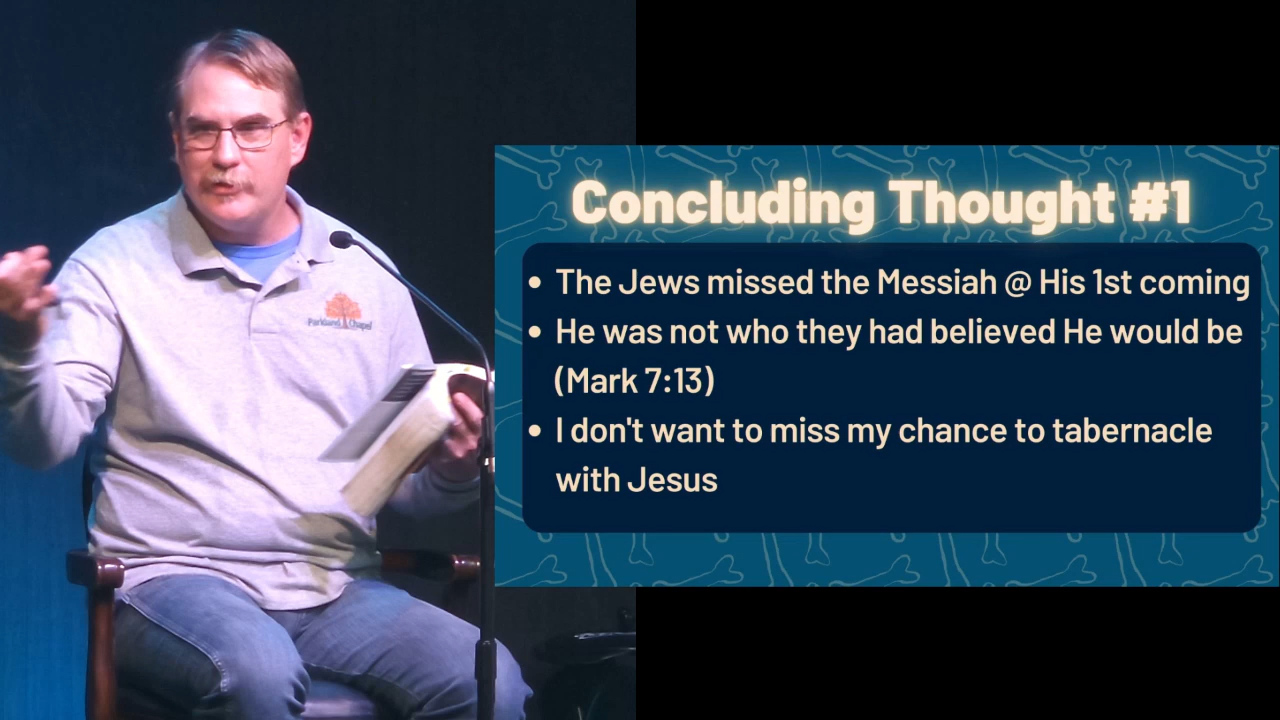 Parkland Chapel
Concluding Thought #1
• The Jews missed the Messiah @ His 1st coming
• He was not who they had believed He would be
(Mark 7:13)
• I don't want to miss my chance to tabernacle
with Jesus